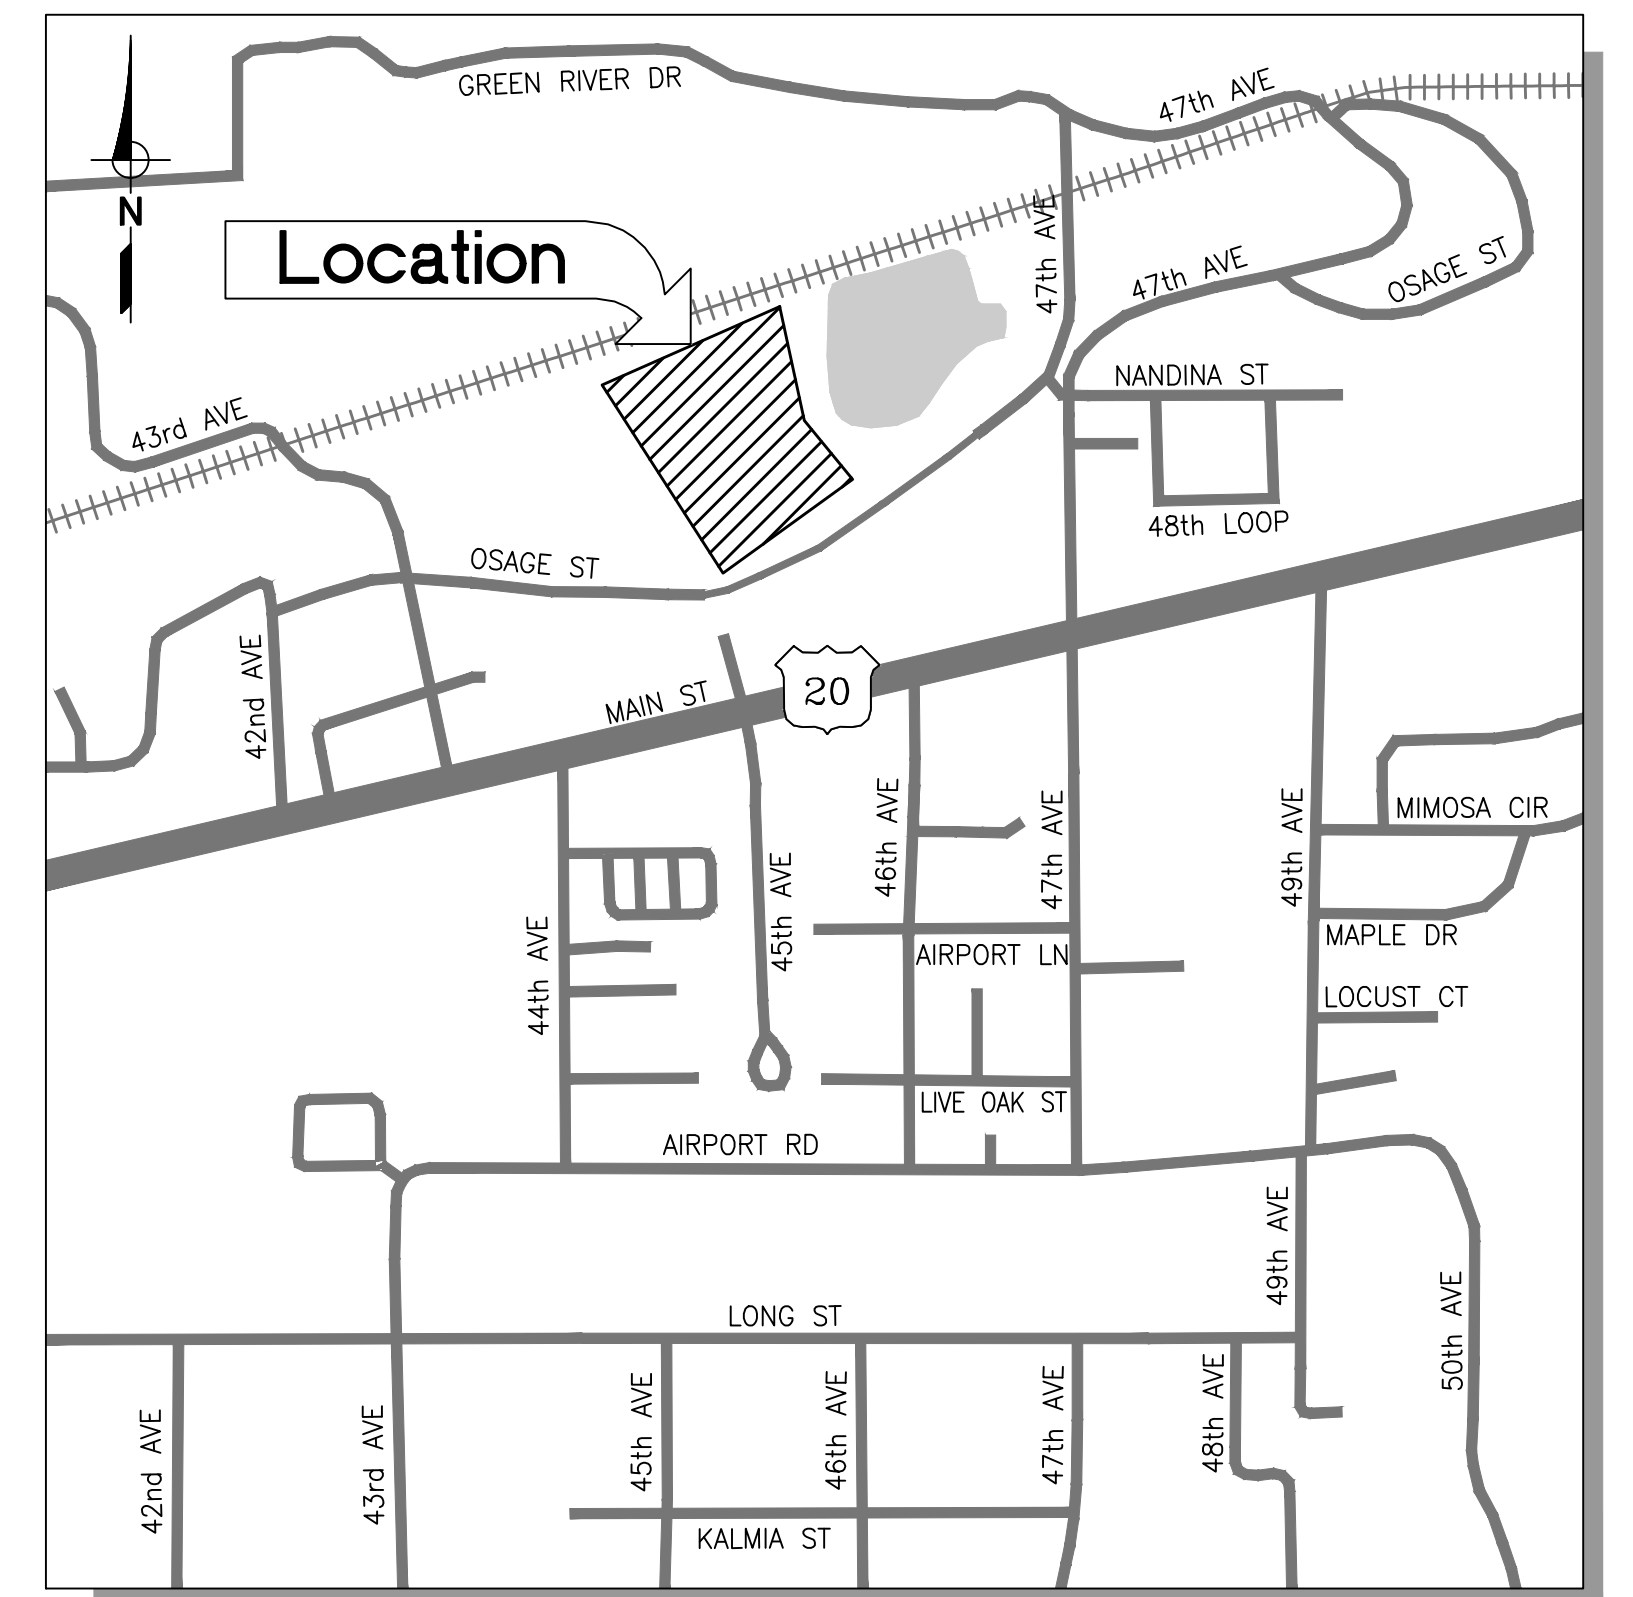 GREEN RIVER DR
47th AVE
N
Location
47th AVE
47th AVE
OSAGE ST
NANDINA ST
43rd AVE
48th LOOP
OSAGE ST
42nd AVE
MAIN ST
20
46th AVE
47th AVE
49th AVE
MIMOSA CIR
45th AVE
44th AVE
MAPLE DR
AIRPORT LN
LOCUST CT
LIVE OAK ST
AIRPORT RD
49th AVE
LONG ST
50th AVE
42nd AVE
43rd AVE
45th AVE
46th AVE
47th AVE
48th AVE
KALMIA ST